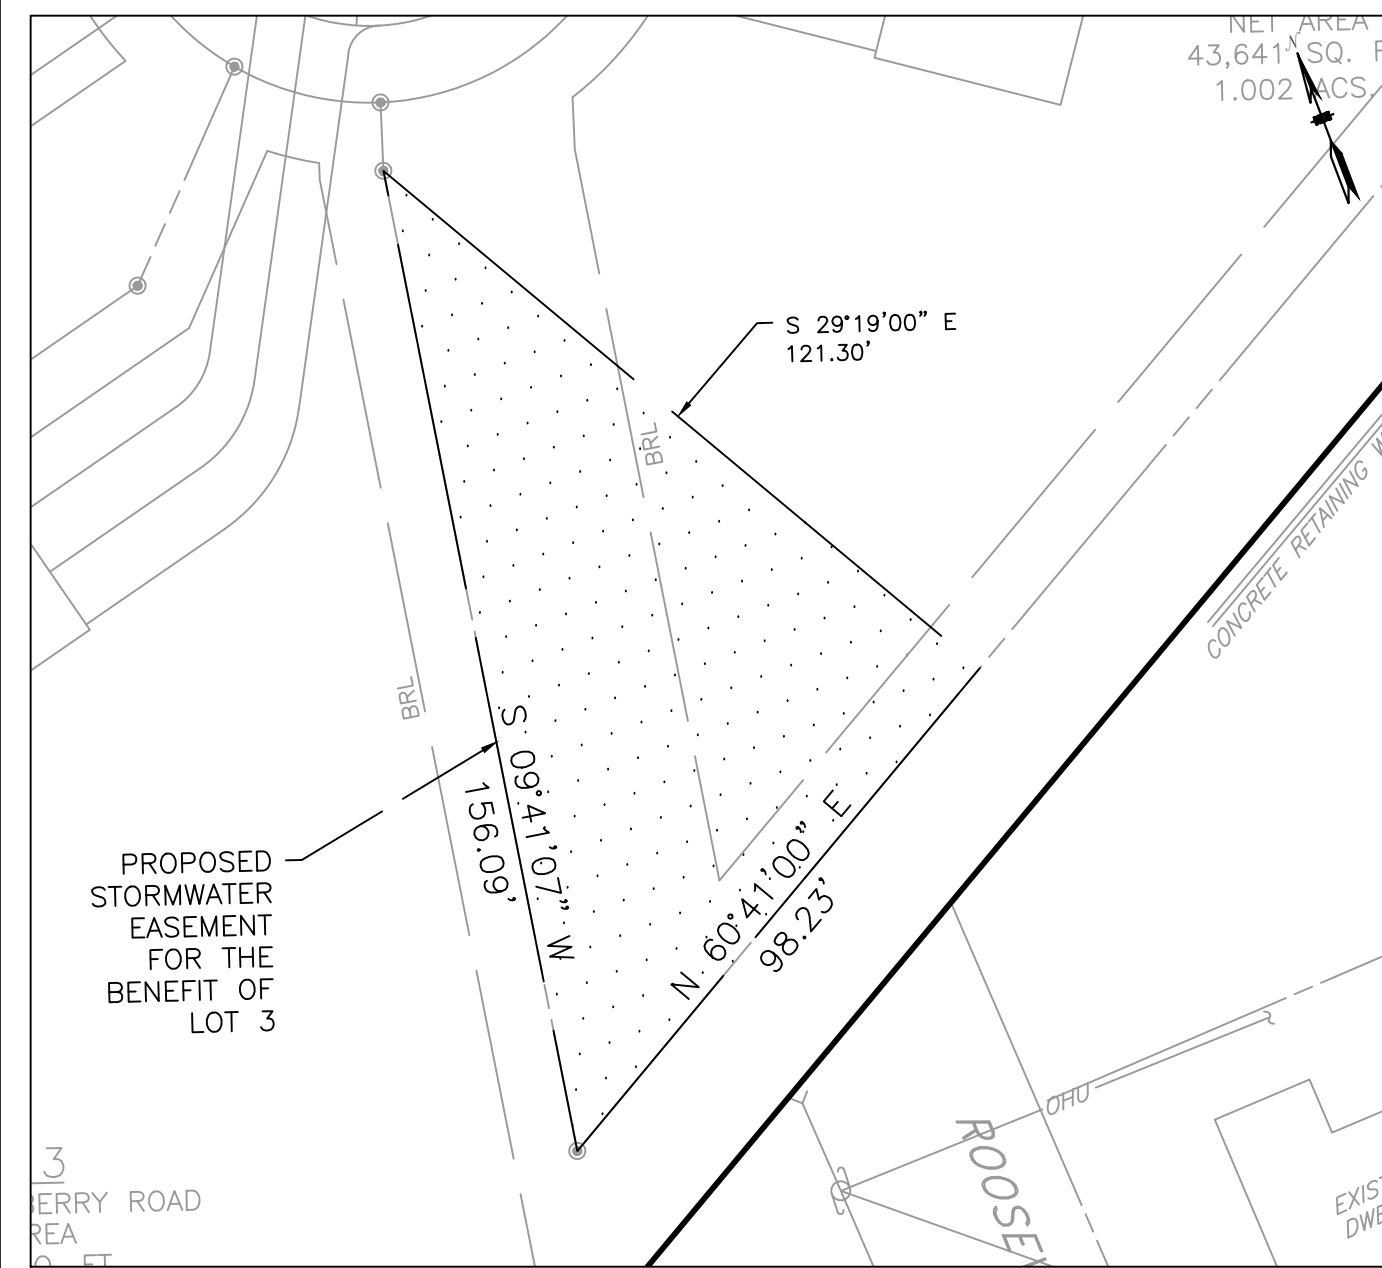 NET AREA
43,641 SQ. F
1.002 ACS.
N
S 29°19'00" E
121.30'
BRL
CONCRETE RETAINING W
BRL
S 09°41'07" W
156.09'
N 60°41'00" E
98.23'
PROPOSED
STORMWATER
EASEMENT
FOR THE
BENEFIT OF
LOT 3
OHU
ROOSE
3
BERRY ROAD
REA
FT
EXIS
DWE